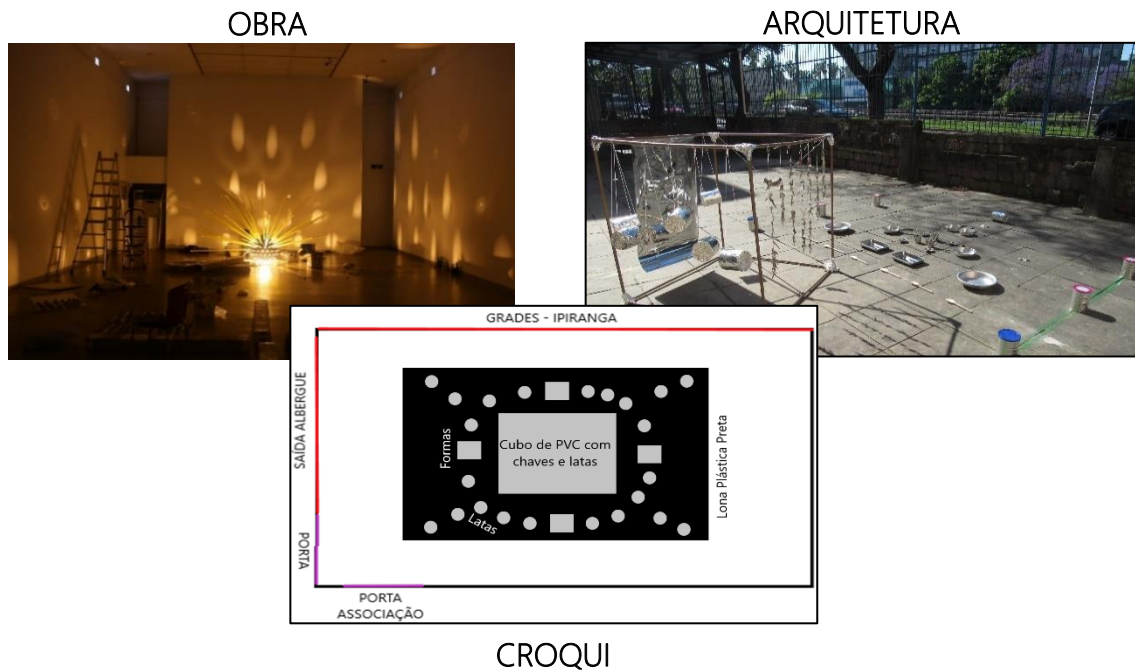 OBRA
ARQUITETURA
GRADES - IPIRANGA
SAÍDA ALBERGUE
PORTA
Formas
Cubo de PVC com
chaves e latas
Latas
Lona Plástica Preta
PORTA
ASSOCIAÇÃO
CROQUI